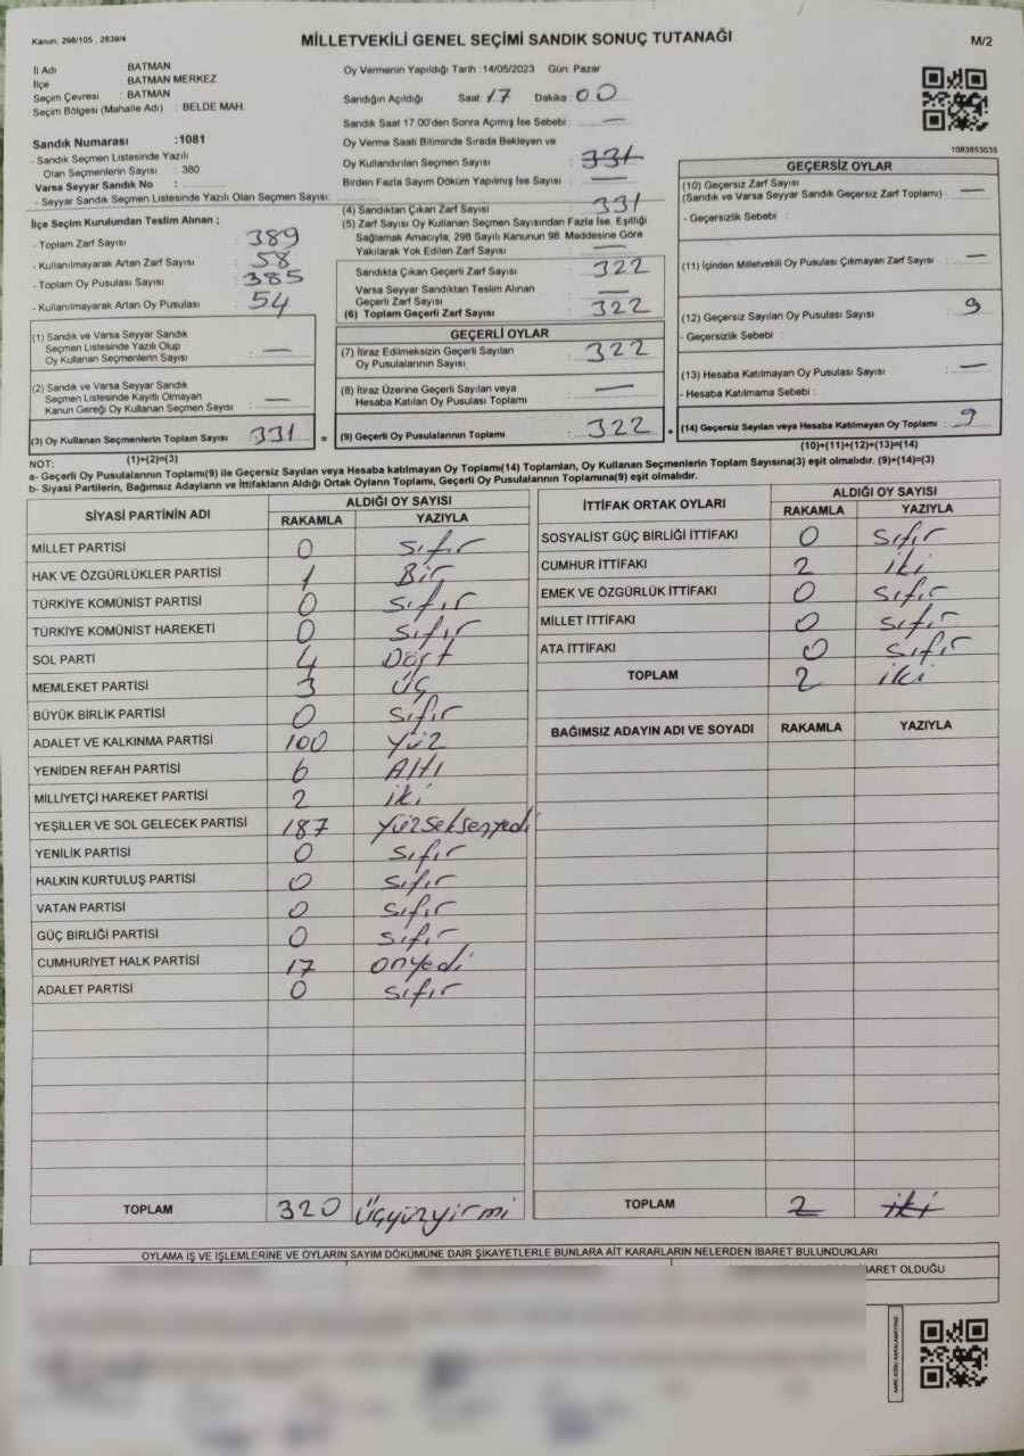 Kanun: 298/105 , 2839/4
MİLLETVEKİLİ GENEL SEÇİMİ SANDIK SONUÇ TUTANAĞI
M/2
İl Adı BATMAN
İlçe BATMAN MERKEZ
Seçim Çevresi : BATMAN
Seçim Bölgesi (Mahalle Adı) : BELDE MAH.
Oy Vermenin Yapıldığı Tarih :14/05/2023 Gün: Pazar
Sandığın Açıldığı Saat: 17 Dakika: 00
Sandık Saat 17.00'den Sonra Açımış İse Sebebi : —
Sandık Numarası :1081
- Sandık Seçmen Listesinde Yazılı
Olan Seçmenlerin Sayısı : 380
Varsa Seyyar Sandık No :
- Seyyar Sandık Seçmen Listesinde Yazılı Olan Seçmen Sayısı:
Oy Verme Saati Bitiminde Sırada Bekleyen ve
Oy Kullandırılan Seçmen Sayısı 331
Birden Fazla Sayım Döküm Yapılmış İse Sayısı : —
1083853035
İlçe Seçim Kurulundan Teslim Alınan ;
- Toplam Zarf Sayısı : 389
- Kullanılmayarak Artan Zarf Sayısı : 58
- Toplam Oy Pusulası Sayısı : 385
- Kullanılmayarak Artan Oy Pusulası : 54
(1) Sandık ve Varsa Seyyar Sandık
Seçmen Listesinde Yazılı Olup
Oy Kullanan Seçmenlerin Sayısı : —
(2) Sandık ve Varsa Seyyar Sandık
Seçmen Listesinde Kayıtlı Olmayan
Kanun Gereği Oy Kullanan Seçmen Sayısı : —
(3) Oy Kullanan Seçmenlerin Toplam Sayısı : 331 =
(1)+(2)=(3)
(4) Sandıktan Çıkan Zarf Sayısı : 331
(5) Zarf Sayısı Oy Kullanan Seçmen Sayısından Fazla İse, Eşitliği
Sağlamak Amacıyla, 298 Sayılı Kanunun 98. Maddesine Göre
Yakılarak Yok Edilen Zarf Sayısı : —
Sandıkta Çıkan Geçerli Zarf Sayısı : 322
Varsa Seyyar Sandıktan Teslim Alınan
Geçerli Zarf Sayısı : —
(6) Toplam Geçerli Zarf Sayısı : 322
GEÇERLİ OYLAR
(7) İtiraz Edilmeksizin Geçerli Sayılan
Oy Pusulalarının Sayısı : 322
(8) İtiraz Üzerine Geçerli Sayılan veya
Hesaba Katılan Oy Pusulası Toplamı : —
(9) Geçerli Oy Pusulalarının Toplamı : 322 +
GEÇERSİZ OYLAR
(10) Geçersiz Zarf Sayısı
(Sandık ve Varsa Seyyar Sandık Geçersiz Zarf Toplamı) : —
- Geçersizlik Sebebi :
(11) İçinden Milletvekili Oy Pusulası Çıkmayan Zarf Sayısı : —
(12) Geçersiz Sayılan Oy Pusulası Sayısı : 9
- Geçersizlik Sebebi :
(13) Hesaba Katılmayan Oy Pusulası Sayısı : —
- Hesaba Katılmama Sebebi :
(14) Geçersiz Sayılan veya Hesaba Katılmayan Oy Toplamı : 9
(10)+(11)+(12)+(13)=(14)
NOT:
a- Geçerli Oy Pusulalarının Toplamı(9) ile Geçersiz Sayılan veya Hesaba katılmayan Oy Toplamı(14) Toplamları, Oy Kullanan Seçmenlerin Toplam Sayısına(3) eşit olmalıdır. (9)+(14)=(3)
b- Siyasi Partilerin, Bağımsız Adayların ve İttifakların Aldığı Ortak Oyların Toplamı, Geçerli Oy Pusulalarının Toplamına(9) eşit olmalıdır.
SİYASİ PARTİNİN ADI
ALDIĞI OY SAYISI
RAKAMLA YAZIYLA
MİLLET PARTİSİ 0 sıfır
HAK VE ÖZGÜRLÜKLER PARTİSİ 1 Bir
TÜRKİYE KOMÜNİST PARTİSİ 0 sıfır
TÜRKİYE KOMÜNİST HAREKETİ 0 sıfır
SOL PARTİ 4 Dört
MEMLEKET PARTİSİ 3 üç
BÜYÜK BİRLİK PARTİSİ 0 sıfır
ADALET VE KALKINMA PARTİSİ 100 Yüz
YENİDEN REFAH PARTİSİ 6 Altı
MİLLİYETÇİ HAREKET PARTİSİ 2 iki
YEŞİLLER VE SOL GELECEK PARTİSİ 187 Yüzseksenyedi
YENİLİK PARTİSİ 0 sıfır
HALKIN KURTULUŞ PARTİSİ 0 sıfır
VATAN PARTİSİ 0 sıfır
GÜÇ BİRLİĞİ PARTİSİ 0 sıfır
CUMHURİYET HALK PARTİSİ 17 onyedi
ADALET PARTİSİ 0 sıfır
TOPLAM 320 Üçyüzyirmi
İTTİFAK ORTAK OYLARI
ALDIĞI OY SAYISI
RAKAMLA YAZIYLA
SOSYALİST GÜÇ BİRLİĞİ İTTİFAKI 0 sıfır
CUMHUR İTTİFAKI 2 iki
EMEK VE ÖZGÜRLÜK İTTİFAKI 0 sıfır
MİLLET İTTİFAKI 0 sıfır
ATA İTTİFAKI 0 sıfır
TOPLAM 2 iki
BAĞIMSIZ ADAYIN ADI VE SOYADI RAKAMLA YAZIYLA
TOPLAM 2 iki
OYLAMA İŞ VE İŞLEMLERİNE VE OYLARIN SAYIM DÖKÜMÜNE DAİR ŞİKAYETLERLE BUNLARA AİT KARARLARIN NELERDEN İBARET BULUNDUKLARI
BARET OLDUĞU